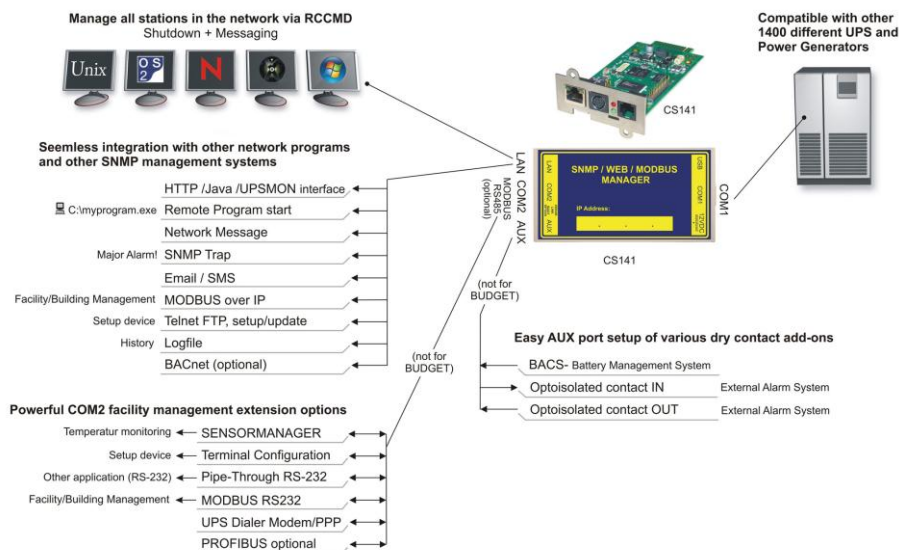 Manage all stations in the network via RCCMD
Shutdown + Messaging
Unix
OS
2
N
Compatible with other
1400 different UPS and
Power Generators
CS141
Seemless integration with other network programs
and other SNMP management systems
HTTP /Java /UPSMON interface
C:\myprogram.exe Remote Program start
Network Message
Major Alarm! SNMP Trap
Email / SMS
Facility/Building Management MODBUS over IP
Setup device Telnet FTP, setup/update
History Logfile
BACnet (optional)
LAN COM2 AUX
MODBUS
RS485
(optional)
LAN COM2 AUX
SNMP / WEB / MODBUS
MANAGER
IP Address:
. . .
USB COM1 12VDC
COM1
CS141
(not for
BUDGET)
(not for
BUDGET)
Easy AUX port setup of various dry contact add-ons
BACS- Battery Management System
Optoisolated contact IN External Alarm System
Optoisolated contact OUT External Alarm System
Powerful COM2 facility management extension options
Temperatur monitoring SENSORMANAGER
Setup device Terminal Configuration
Other application (RS-232) Pipe-Through RS-232
Facility/Building Management MODBUS RS232
UPS Dialer Modem/PPP
PROFIBUS optional